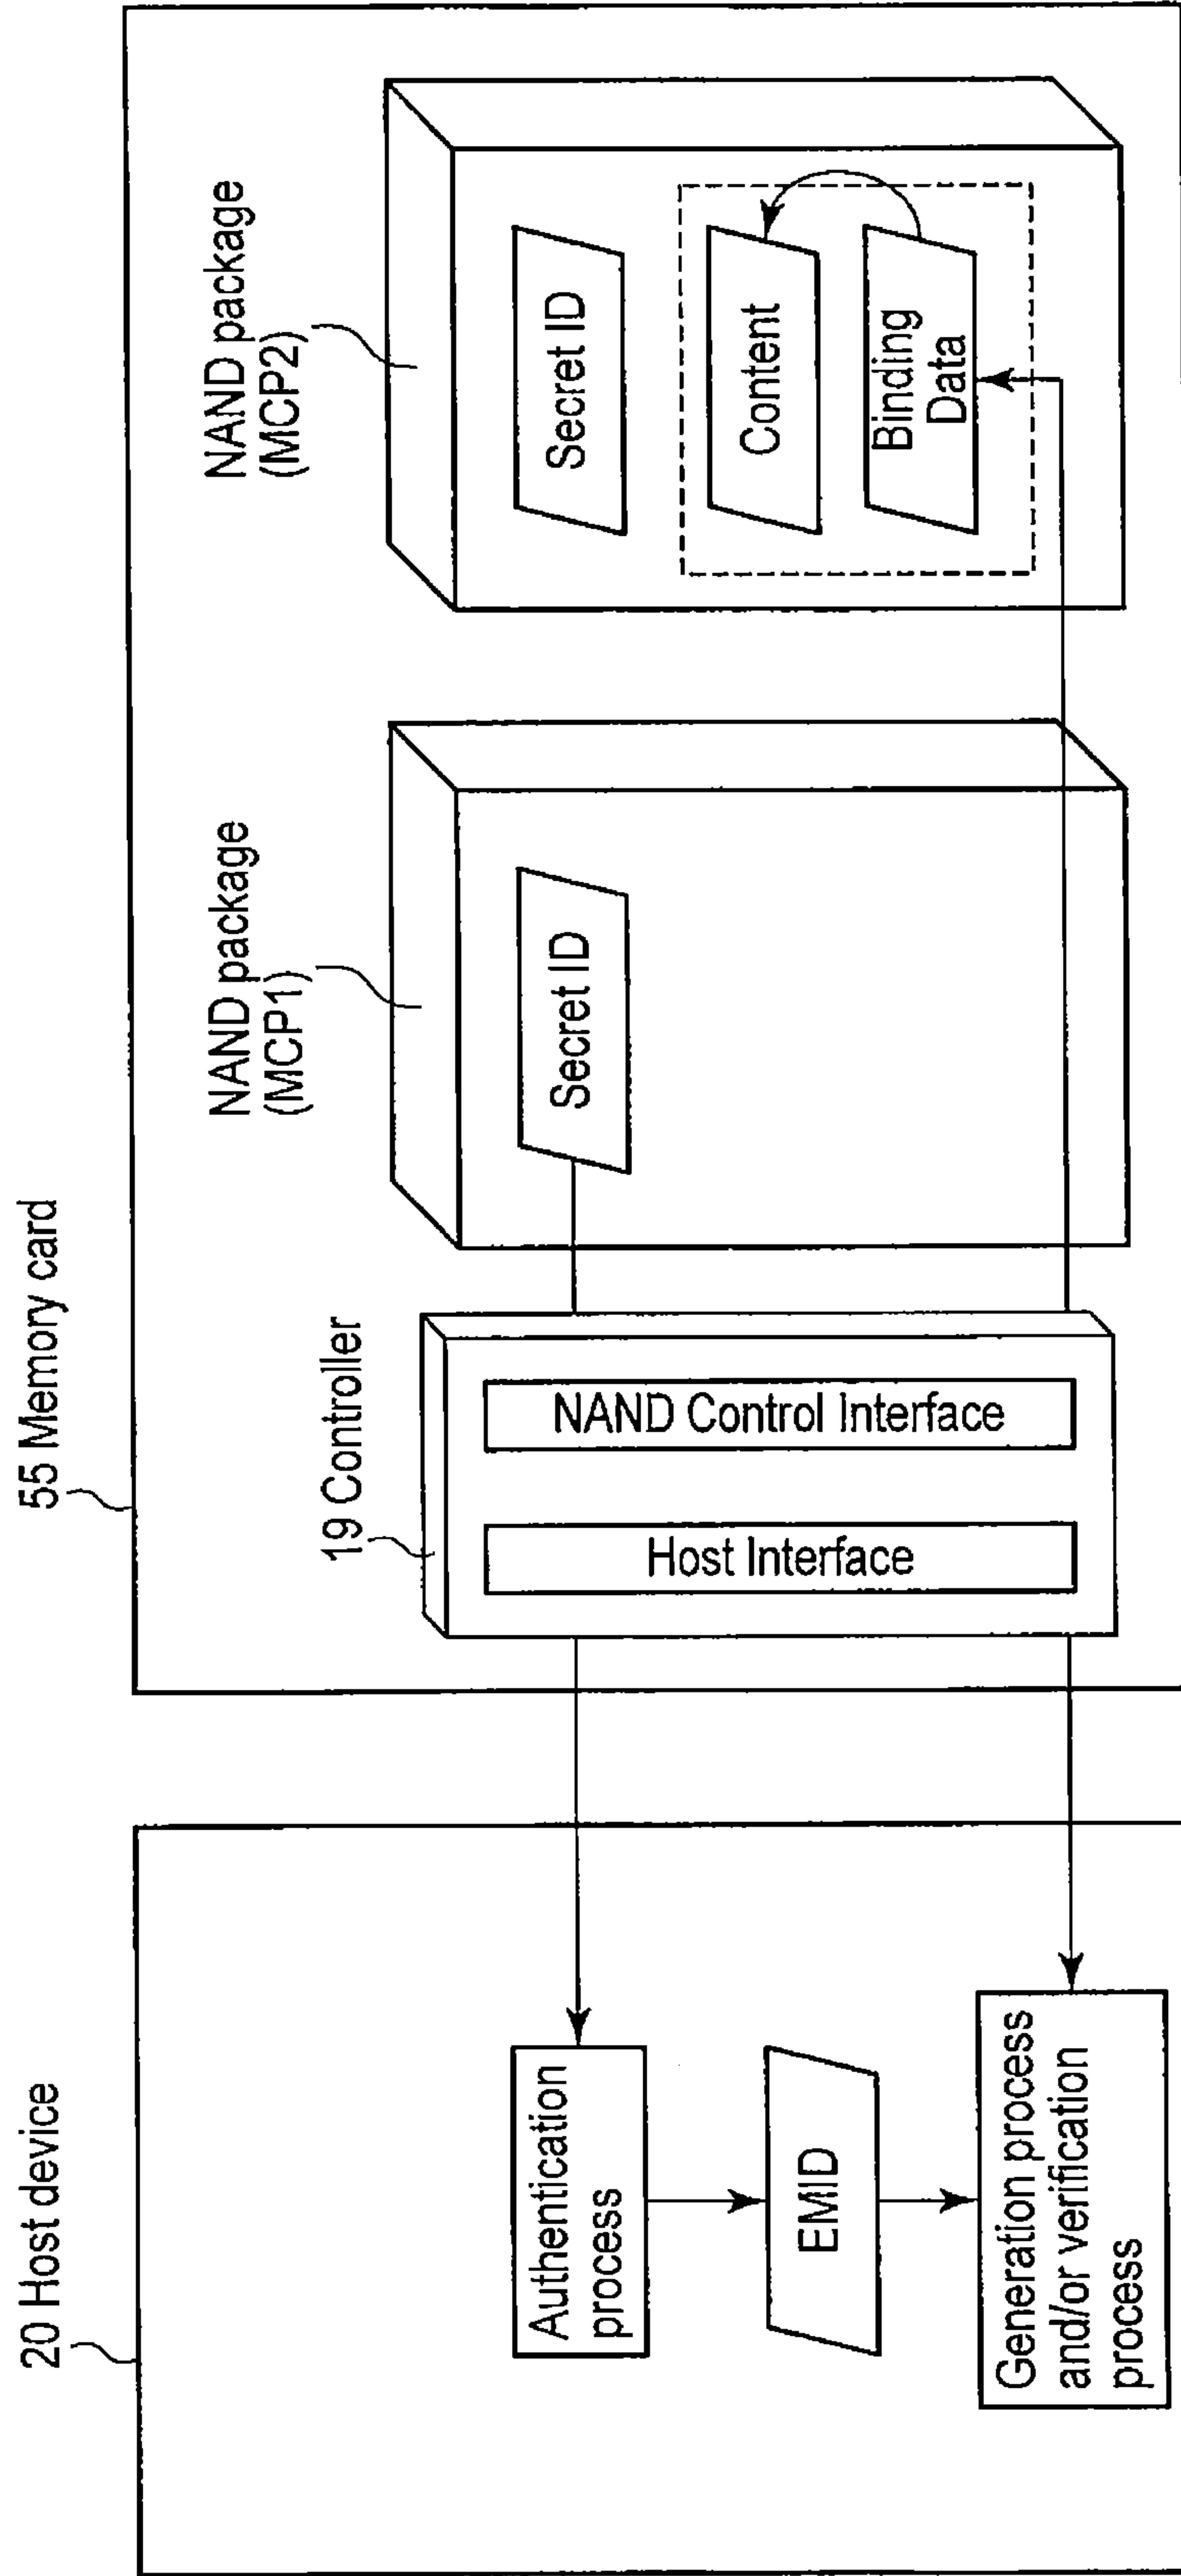 20 Host device
Authentication
process
EMID
Generation process
and/or verification
process
55 Memory card
19 Controller
Host Interface
NAND Control Interface
NAND package
(MCP1)
Secret ID
NAND package
(MCP2)
Secret ID
Content
Binding
Data